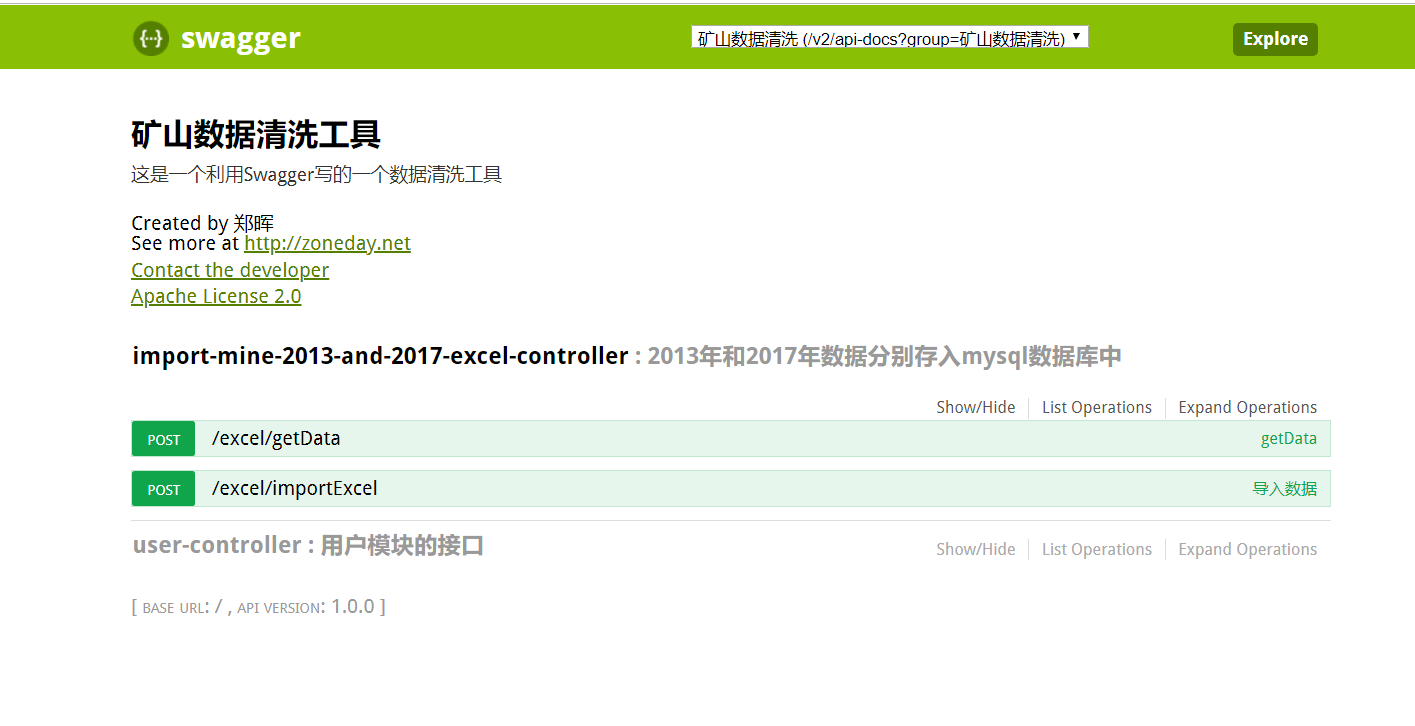 {···} swagger
矿山数据清洗 (/v2/api-docs?group=矿山数据清洗)
Explore
矿山数据清洗工具
这是一个利用Swagger写的一个数据清洗工具
Created by 郑晖
See more at http://zoneday.net
Contact the developer
Apache License 2.0
import-mine-2013-and-2017-excel-controller : 2013年和2017年数据分别存入mysql数据库中
Show/Hide List Operations Expand Operations
POST /excel/getData getData
POST /excel/importExcel 导入数据
user-controller : 用户模块的接口
Show/Hide List Operations Expand Operations
[ BASE URL: / , API VERSION: 1.0.0 ]